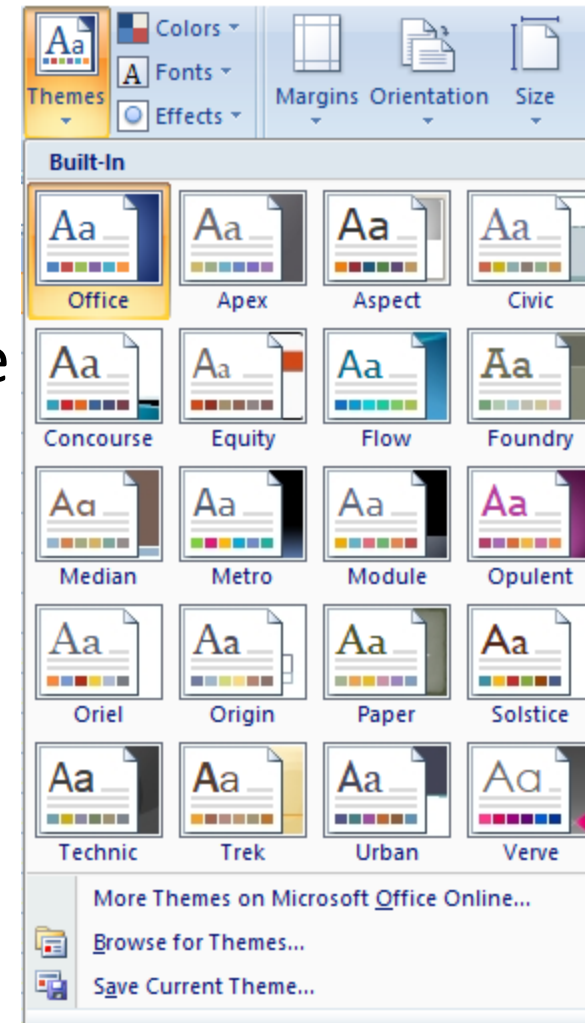 Aa
Colors
A Fonts
Effects
Themes
Margins Orientation Size
Built-In
Aa Aa Aa Aa
Office Apex Aspect Civic
e
Aa Aa Aa Aa
Concourse Equity Flow Foundry
Aa Aa Aa Aa
Median Metro Module Opulent
Aa Aa Aa Aa
Oriel Origin Paper Solstice
Aa Aa Aa Aa
Technic Trek Urban Verve
More Themes on Microsoft Office Online...
Browse for Themes...
Save Current Theme...